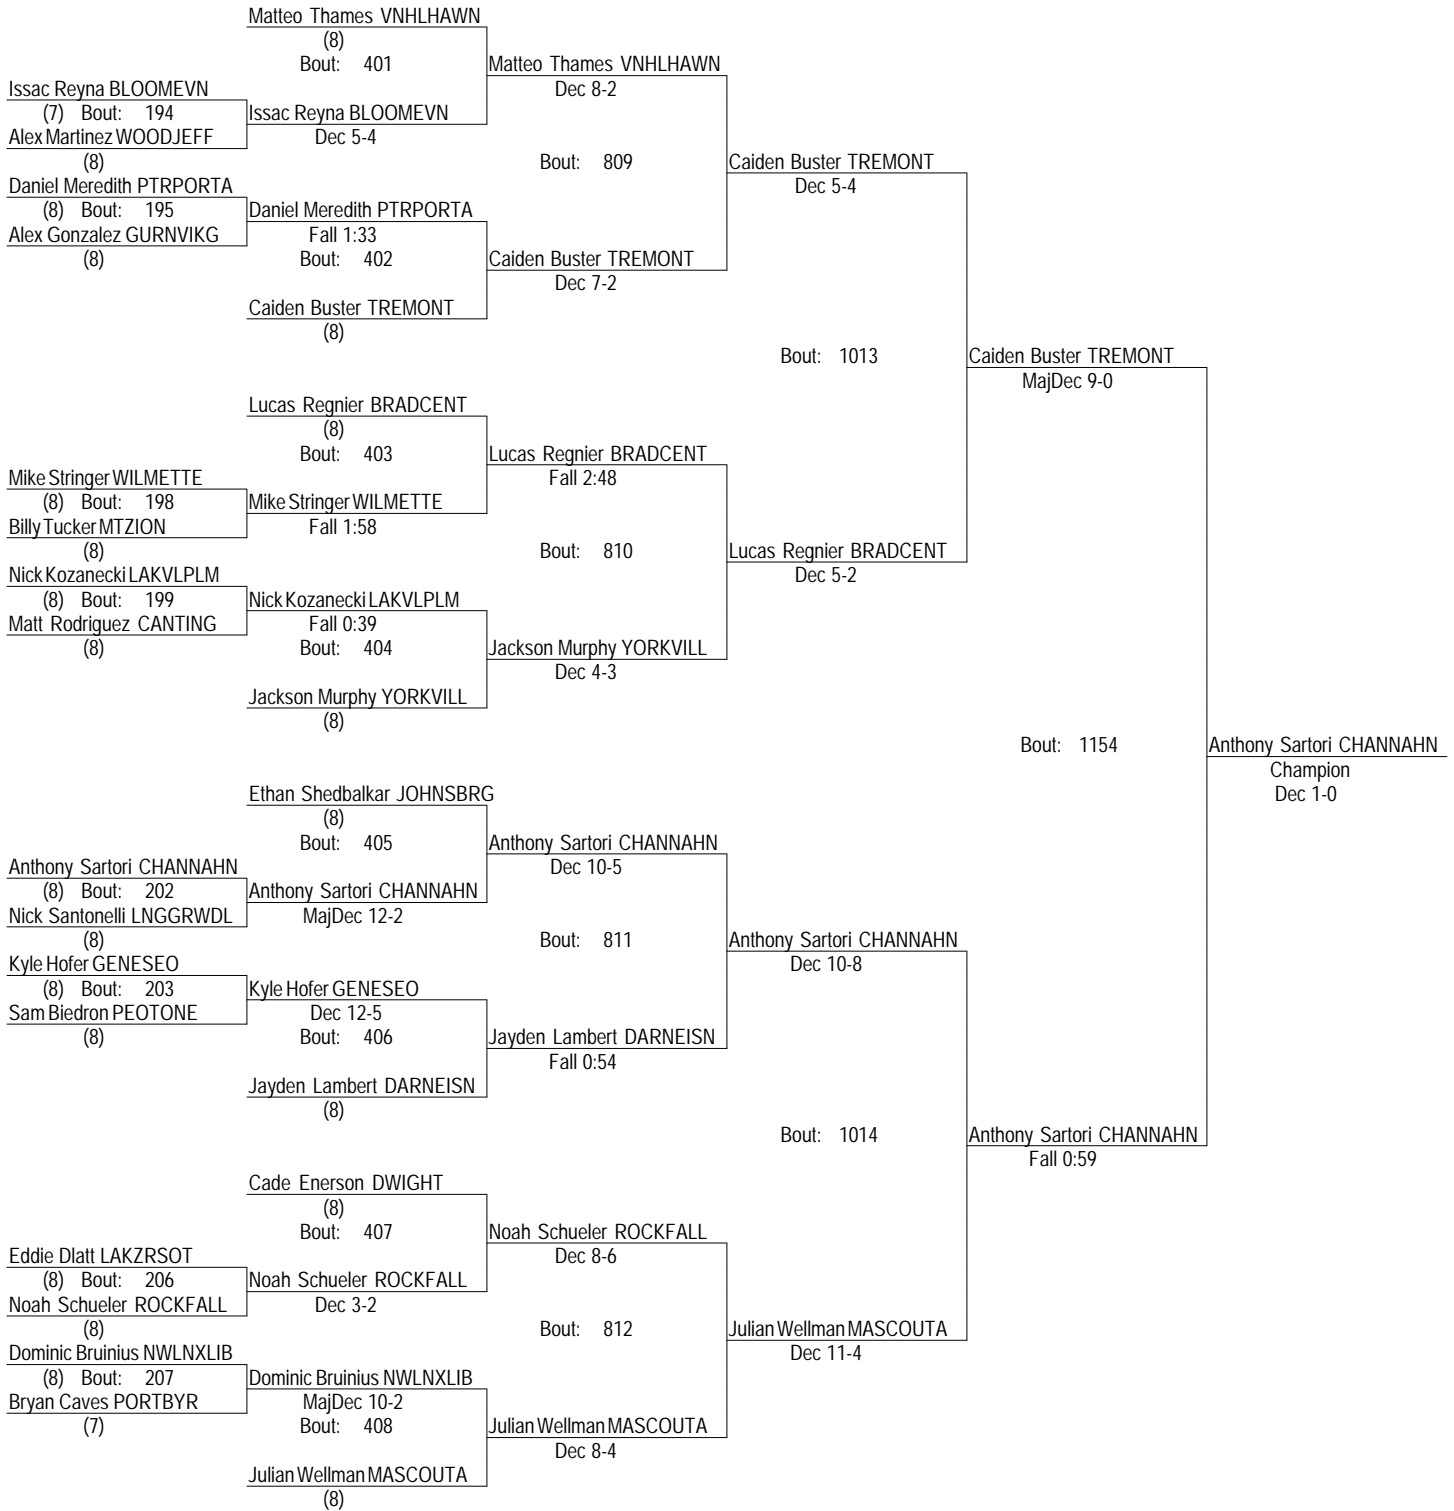 Matteo Thames VNHLHAWN
(8)
Bout: 401
Matteo Thames VNHLHAWN
Dec 8-2
Issac Reyna BLOOMEVN
(7) Bout: 194
Issac Reyna BLOOMEVN
Dec 5-4
Alex Martinez WOODJEFF
(8)
Bout: 809
Caiden Buster TREMONT
Dec 5-4
Daniel Meredith PTRPORTA
(8) Bout: 195
Daniel Meredith PTRPORTA
Fall 1:33
Alex Gonzalez GURNVIKG
(8)
Bout: 402
Caiden Buster TREMONT
Dec 7-2
Caiden Buster TREMONT
(8)
Bout: 1013
Caiden Buster TREMONT
MajDec 9-0
Lucas Regnier BRADCENT
(8)
Bout: 403
Lucas Regnier BRADCENT
Fall 2:48
Mike Stringer WILMETTE
(8) Bout: 198
Mike Stringer WILMETTE
Fall 1:58
Billy Tucker MTZION
(8)
Bout: 810
Lucas Regnier BRADCENT
Dec 5-2
Nick Kozanecki LAKVLPLM
(8) Bout: 199
Nick Kozanecki LAKVLPLM
Fall 0:39
Matt Rodriguez CANTING
(8)
Bout: 404
Jackson Murphy YORKVILL
Dec 4-3
Jackson Murphy YORKVILL
(8)
Bout: 1154
Anthony Sartori CHANNAHN
Champion
Dec 1-0
Ethan Shedbalkar JOHNSBRG
(8)
Bout: 405
Anthony Sartori CHANNAHN
Dec 10-5
Anthony Sartori CHANNAHN
(8) Bout: 202
Anthony Sartori CHANNAHN
MajDec 12-2
Nick Santonelli LNGGRWDL
(8)
Bout: 811
Anthony Sartori CHANNAHN
Dec 10-8
Kyle Hofer GENESEO
(8) Bout: 203
Kyle Hofer GENESEO
Dec 12-5
Sam Biedron PEOTONE
(8)
Bout: 406
Jayden Lambert DARNEISN
Fall 0:54
Jayden Lambert DARNEISN
(8)
Bout: 1014
Anthony Sartori CHANNAHN
Fall 0:59
Cade Enerson DWIGHT
(8)
Bout: 407
Noah Schueler ROCKFALL
Dec 8-6
Eddie Dlatt LAKZRSOT
(8) Bout: 206
Noah Schueler ROCKFALL
Dec 3-2
Noah Schueler ROCKFALL
(8)
Bout: 812
Julian Wellman MASCOUTA
Dec 11-4
Dominic Bruinius NWLNXLIB
(8) Bout: 207
Dominic Bruinius NWLNXLIB
MajDec 10-2
Bryan Caves PORTBYR
(7)
Bout: 408
Julian Wellman MASCOUTA
Dec 8-4
Julian Wellman MASCOUTA
(8)